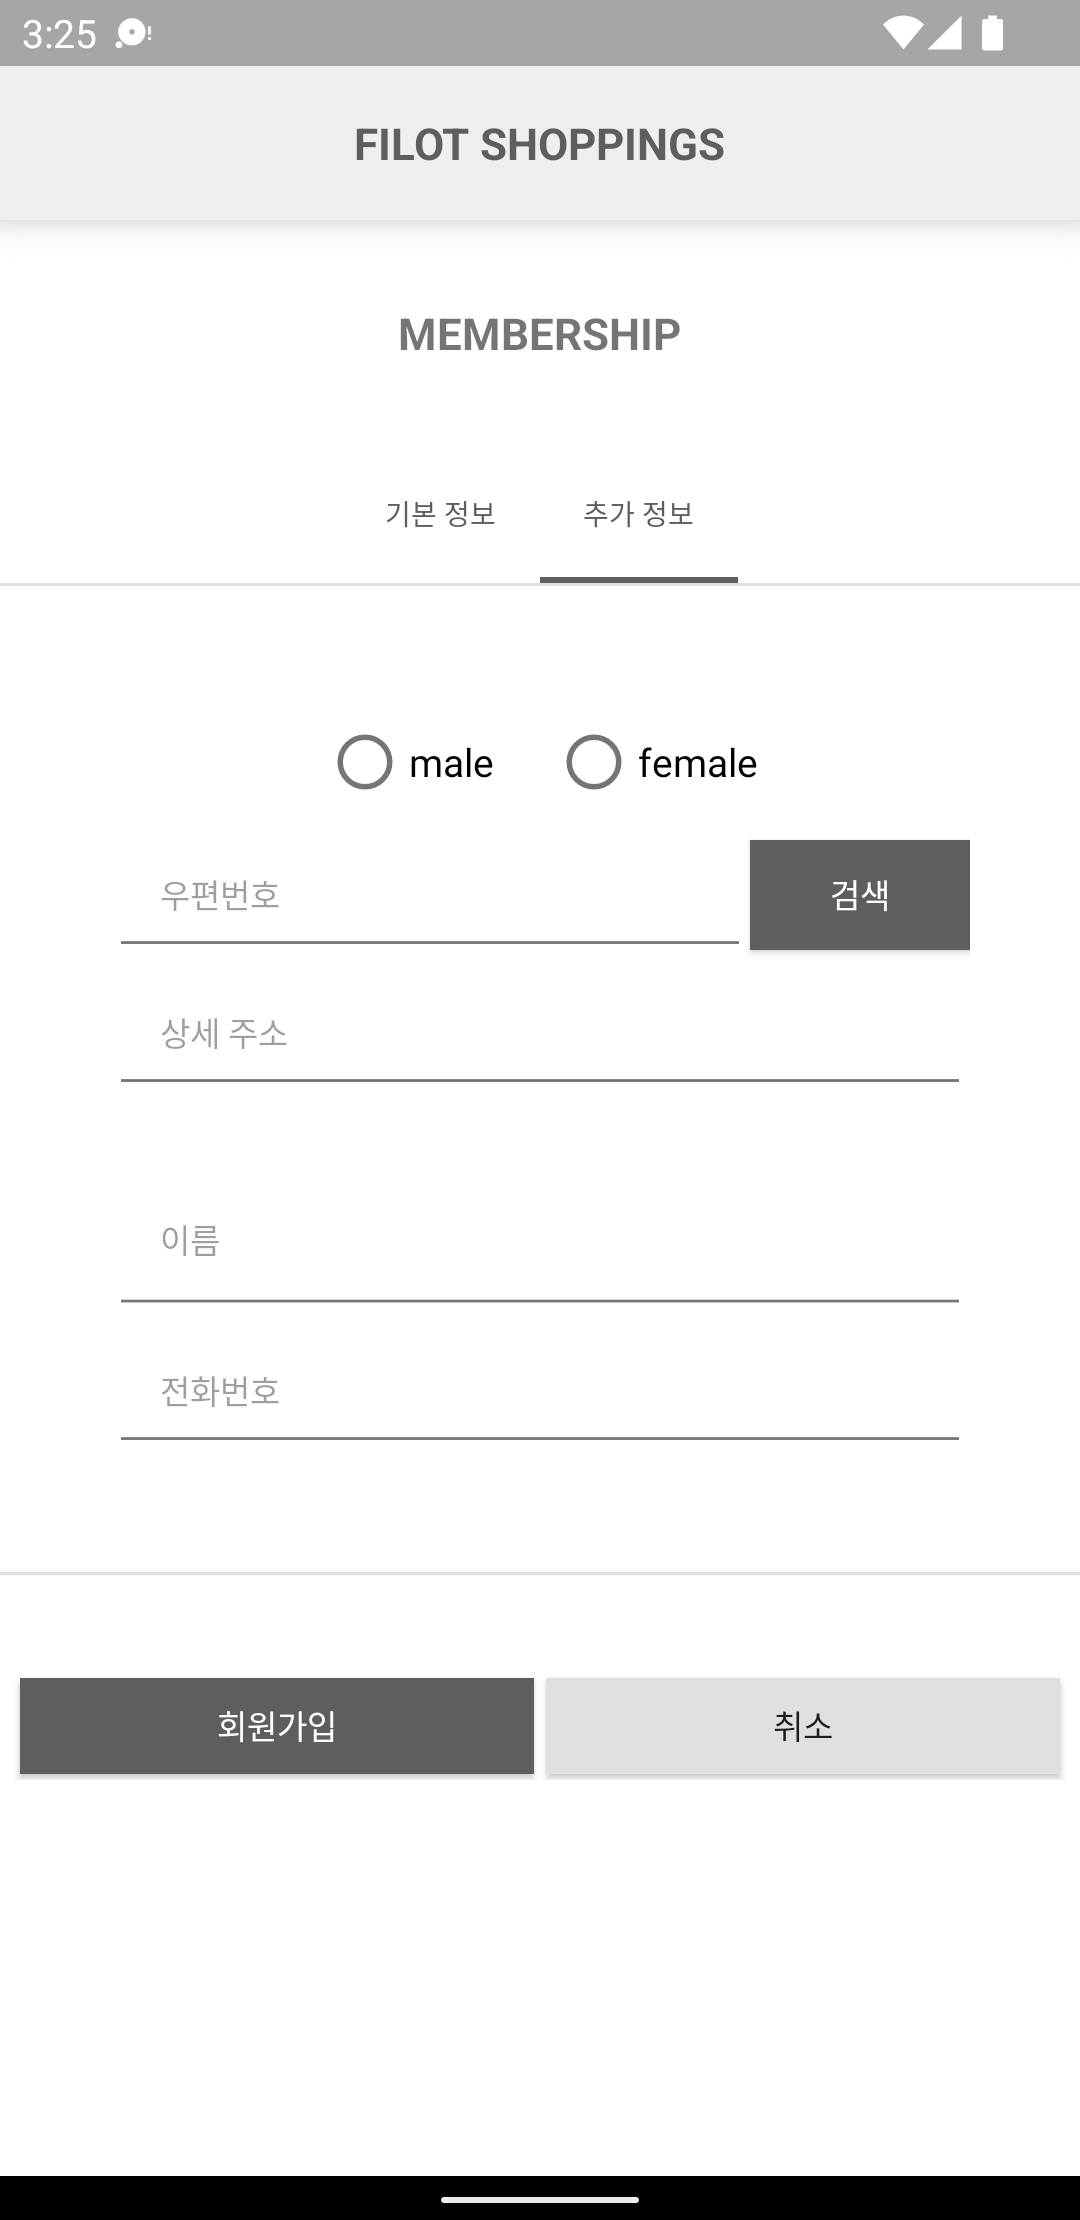 3:25
FILOT SHOPPINGS
MEMBERSHIP
기본 정보 추가 정보
male female
우편번호 검색
상세 주소
이름
전화번호
회원가입 취소